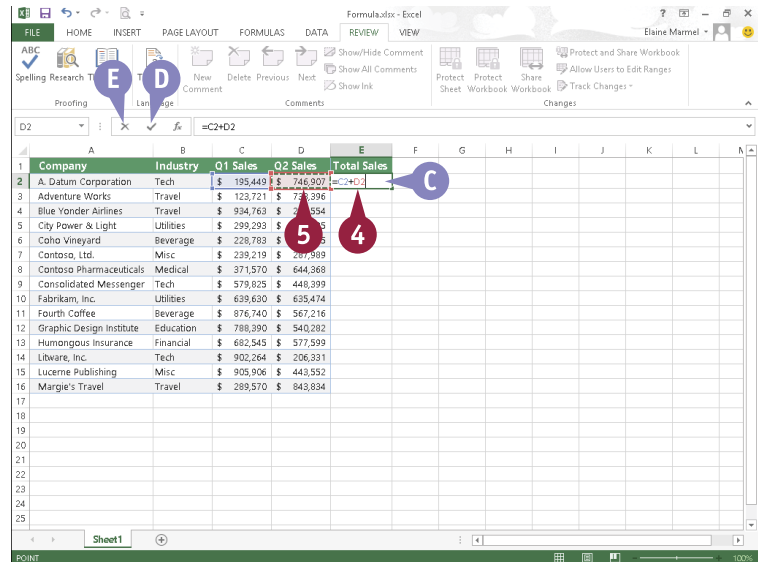 Formula.xlsx - Excel
FILE HOME INSERT PAGE LAYOUT FORMULAS DATA REVIEW VIEW Elaine Marmel
ABC
Spelling Research
New Comment
Delete Previous Next
Show/Hide Comment
Show All Comments
Show Ink
Protect Sheet
Protect Workbook
Share Workbook
Protect and Share Workbook
Allow Users to Edit Ranges
Track Changes
Proofing Comments Changes
E D
D2 fx =C2+D2
A B C D E F G H I J K L
1 Company Industry Q1 Sales Q2 Sales Total Sales
2 A. Datum Corporation Tech $ 195,449 $ 746,907 =C2+D2
C
3 Adventure Works Travel $ 123,721 $
4 Blue Yonder Airlines Travel $ 934,763 $
5 City Power & Light Utilities $ 299,293 $
6 Coho Vineyard Beverage $ 228,783 $
5 4
7 Contoso, Ltd. Misc $ 239,219 $ 287,989
8 Contoso Pharmaceuticals Medical $ 371,570 $ 644,368
9 Consolidated Messenger Tech $ 579,825 $ 448,399
10 Fabrikam, Inc. Utilities $ 639,630 $ 635,474
11 Fourth Coffee Beverage $ 876,740 $ 567,216
12 Graphic Design Institute Education $ 788,390 $ 540,282
13 Humongous Insurance Financial $ 682,545 $ 577,599
14 Litware, Inc. Tech $ 902,264 $ 206,331
15 Lucerne Publishing Misc $ 905,906 $ 443,552
16 Margie's Travel Travel $ 289,570 $ 843,834
17
18
19
20
21
22
23
24
25
Sheet1
POINT 100%